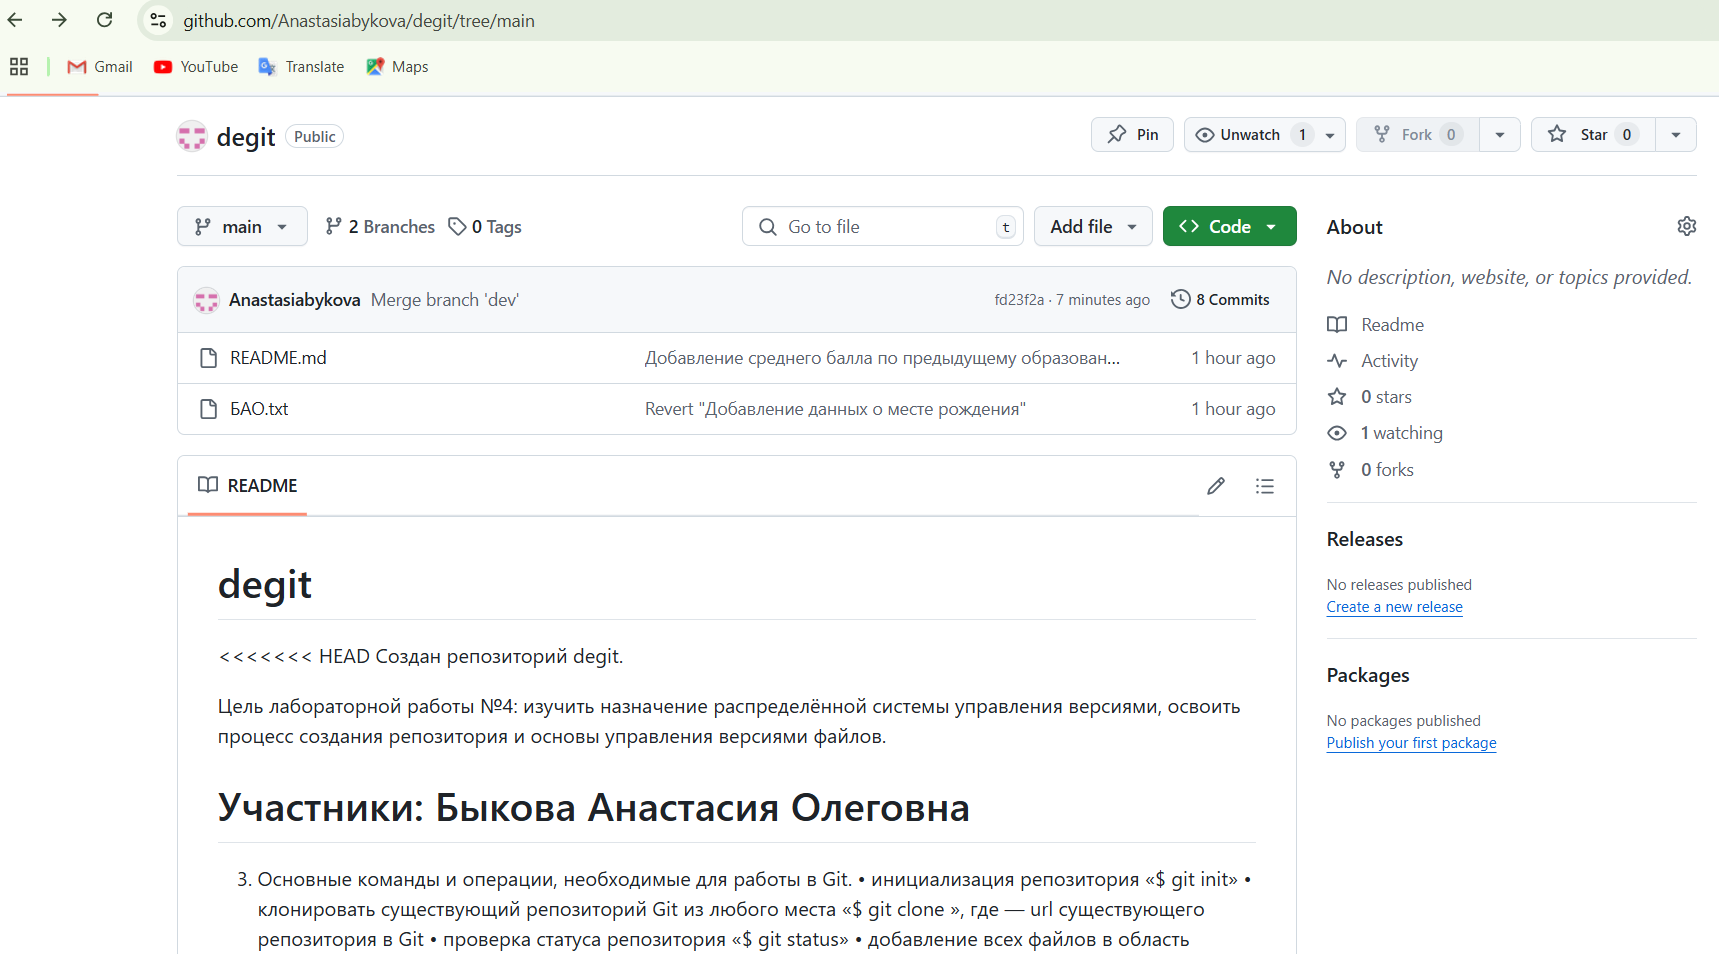 github.com/Anastasiabykova/degit/tree/main
Gmail YouTube Translate Maps
degit Public
Pin Unwatch 1 Fork 0 Star 0
main 2 Branches 0 Tags Go to file t Add file Code
Anastasiabykova Merge branch 'dev' fd23f2a · 7 minutes ago 8 Commits
README.md Добавление среднего балла по предыдущему образован... 1 hour ago
БАО.txt Revert "Добавление данных о месте рождения" 1 hour ago
README
degit
<<<<<<< HEAD Создан репозиторий degit.
Цель лабораторной работы №4: изучить назначение распределённой системы управления версиями, освоить
процесс создания репозитория и основы управления версиями файлов.
Участники: Быкова Анастасия Олеговна
3. Основные команды и операции, необходимые для работы в Git. • инициализация репозитория «$ git init» •
клонировать существующий репозиторий Git из любого места «$ git clone », где — url существующего
репозитория в Git • проверка статуса репозитория «$ git status» • добавление всех файлов в область
About
No description, website, or topics provided.
Readme
Activity
0 stars
1 watching
0 forks
Releases
No releases published
Create a new release
Packages
No packages published
Publish your first package